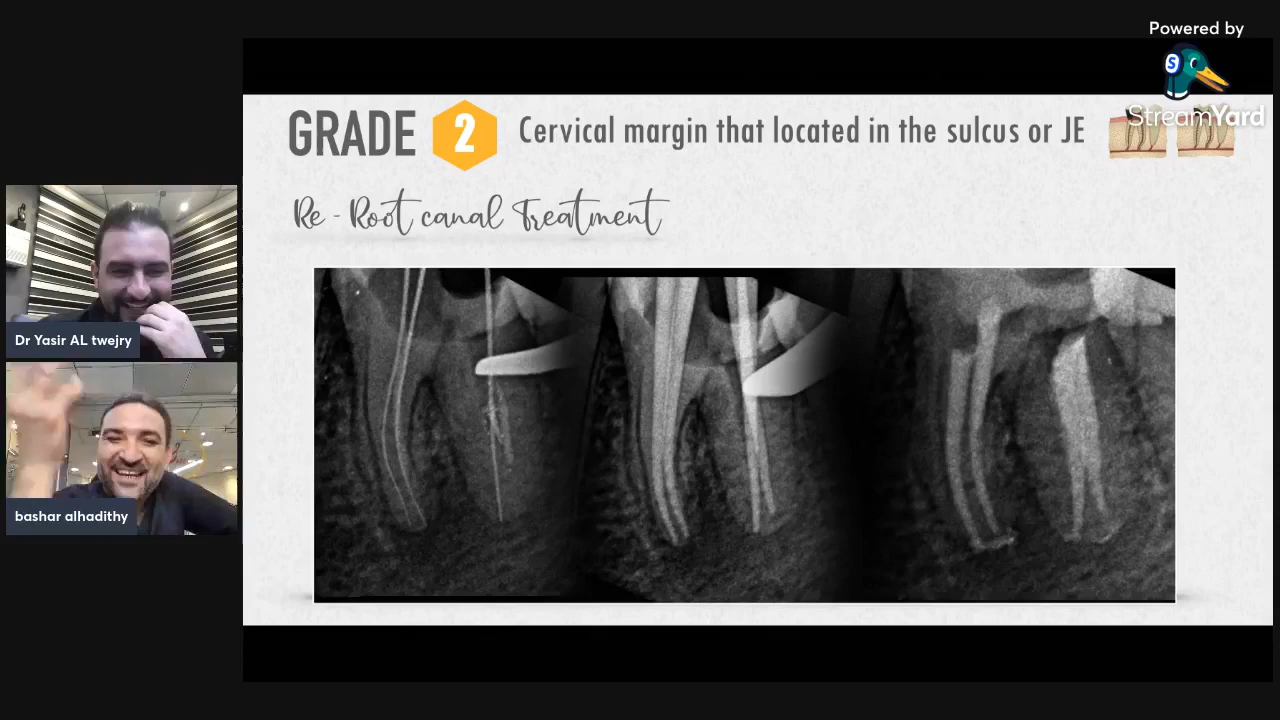 Powered by
S
StreamYard
GRADE 2 Cervical margin that located in the sulcus or JE
Re - Root canal Treatment
Dr Yasir AL twejry
bashar alhadithy